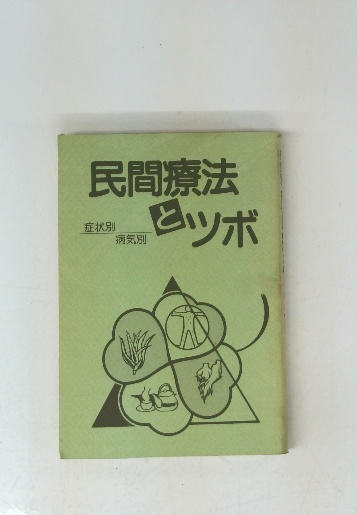 民間療法
とツボ
症状別
病気別